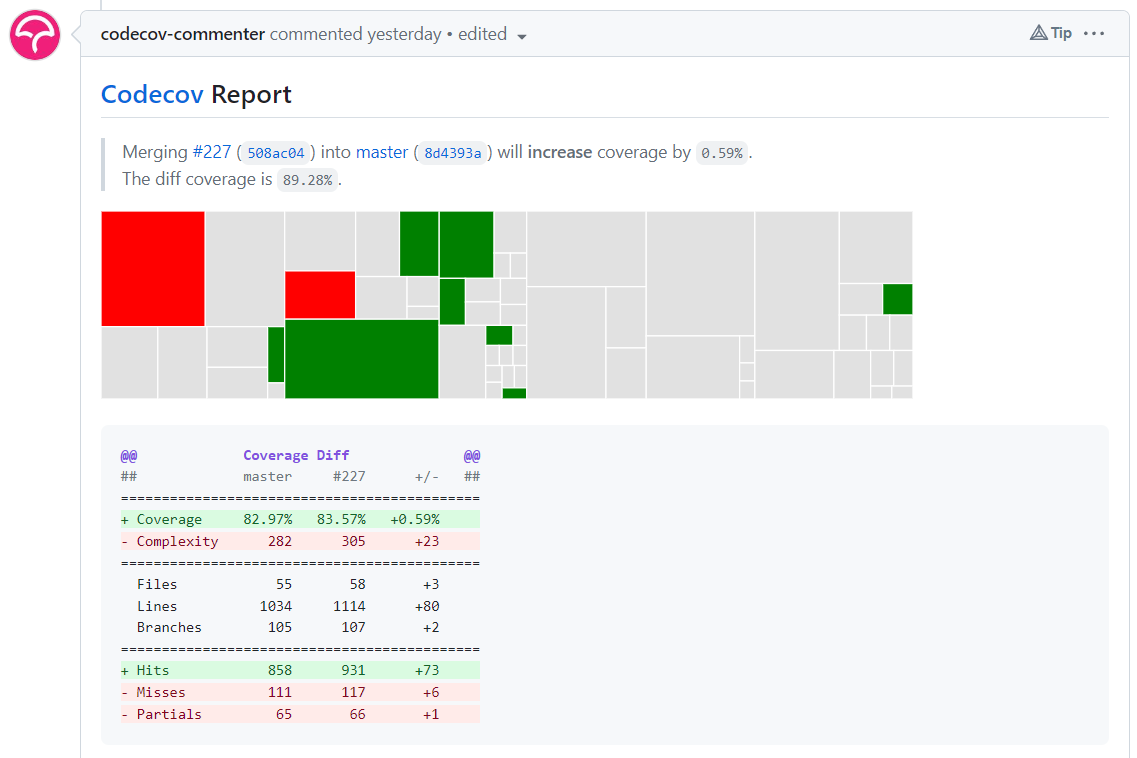 codecov-commenter commented yesterday • edited
Tip
Codecov Report
Merging #227 (508ac04) into master (8d4393a) will increase coverage by 0.59%.
The diff coverage is 89.28%.
@@             Coverage Diff              @@
##             master     #227      +/-   ##
============================================
+ Coverage     82.97%   83.57%   +0.59%
- Complexity      282      305      +23
============================================
  Files            55       58       +3
  Lines          1034     1114      +80
  Branches        105      107       +2
============================================
+ Hits            858      931      +73
- Misses          111      117       +6
- Partials         65       66       +1